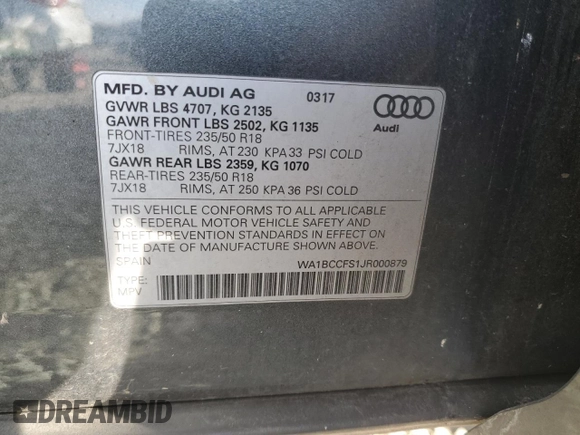 MFD. BY AUDI AG 0317
GVWR LBS 4707, KG 2135
GAWR FRONT LBS 2502, KG 1135
FRONT-TIRES 235/50 R18
7JX18 RIMS, AT 230 KPA 33 PSI COLD
GAWR REAR LBS 2359, KG 1070
REAR-TIRES 235/50 R18
7JX18 RIMS, AT 250 KPA 36 PSI COLD
Audi
THIS VEHICLE CONFORMS TO ALL APPLICABLE
U.S. FEDERAL MOTOR VEHICLE SAFETY AND
THEFT PREVENTION STANDARDS IN EFFECT ON
THE DATE OF MANUFACTURE SHOWN ABOVE.
SPAIN WA1BCCFS1JR000879
TYPE:
MPV
DREAMBID